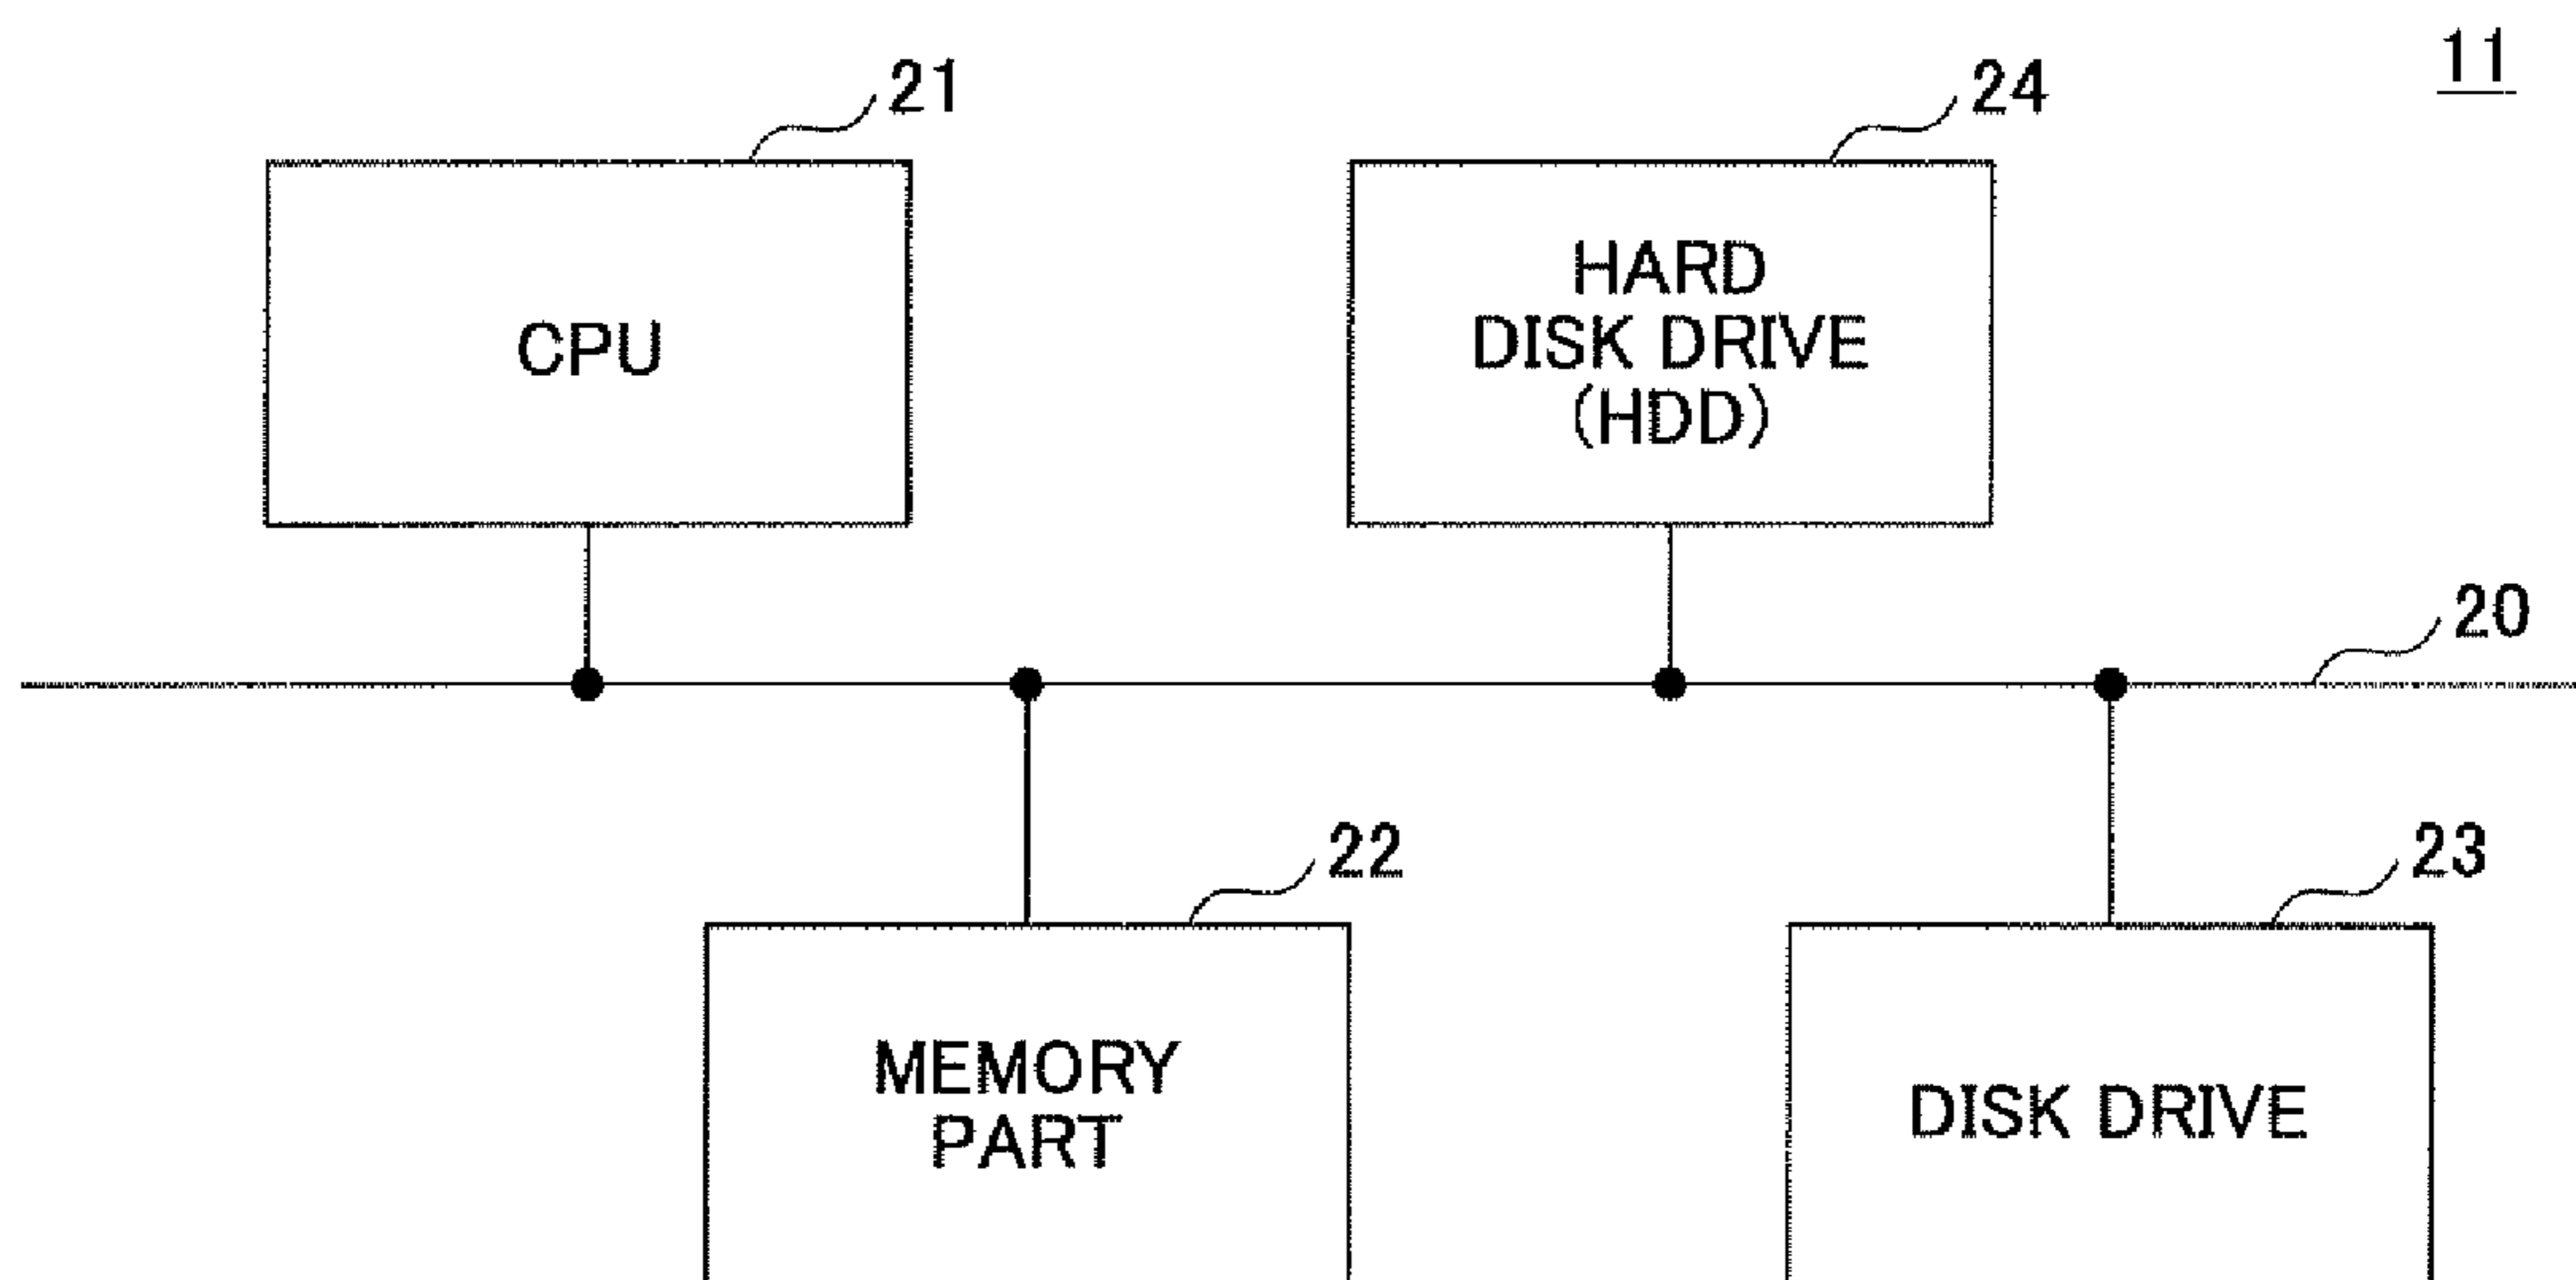 11
21
24
CPU
HARD
DISK DRIVE
(HDD)
20
22
23
MEMORY
PART
DISK DRIVE